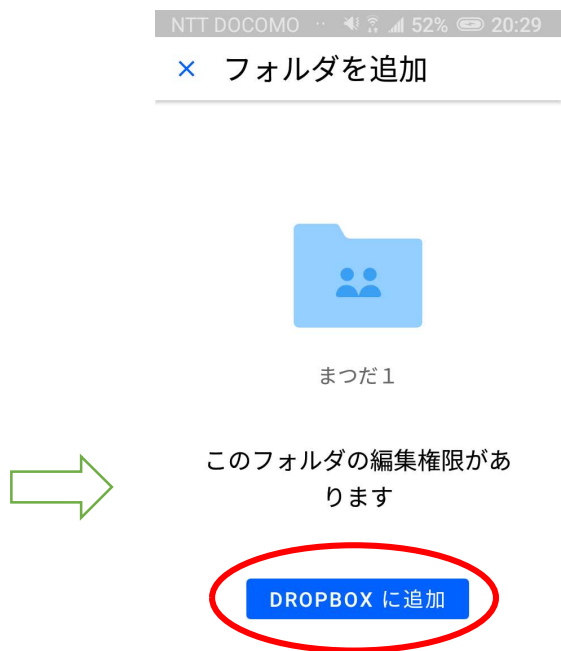 NTT DOCOMO ·· 52% 20:29
× フォルダを追加
まつだ１
このフォルダの編集権限があ
ります
DROPBOX に追加